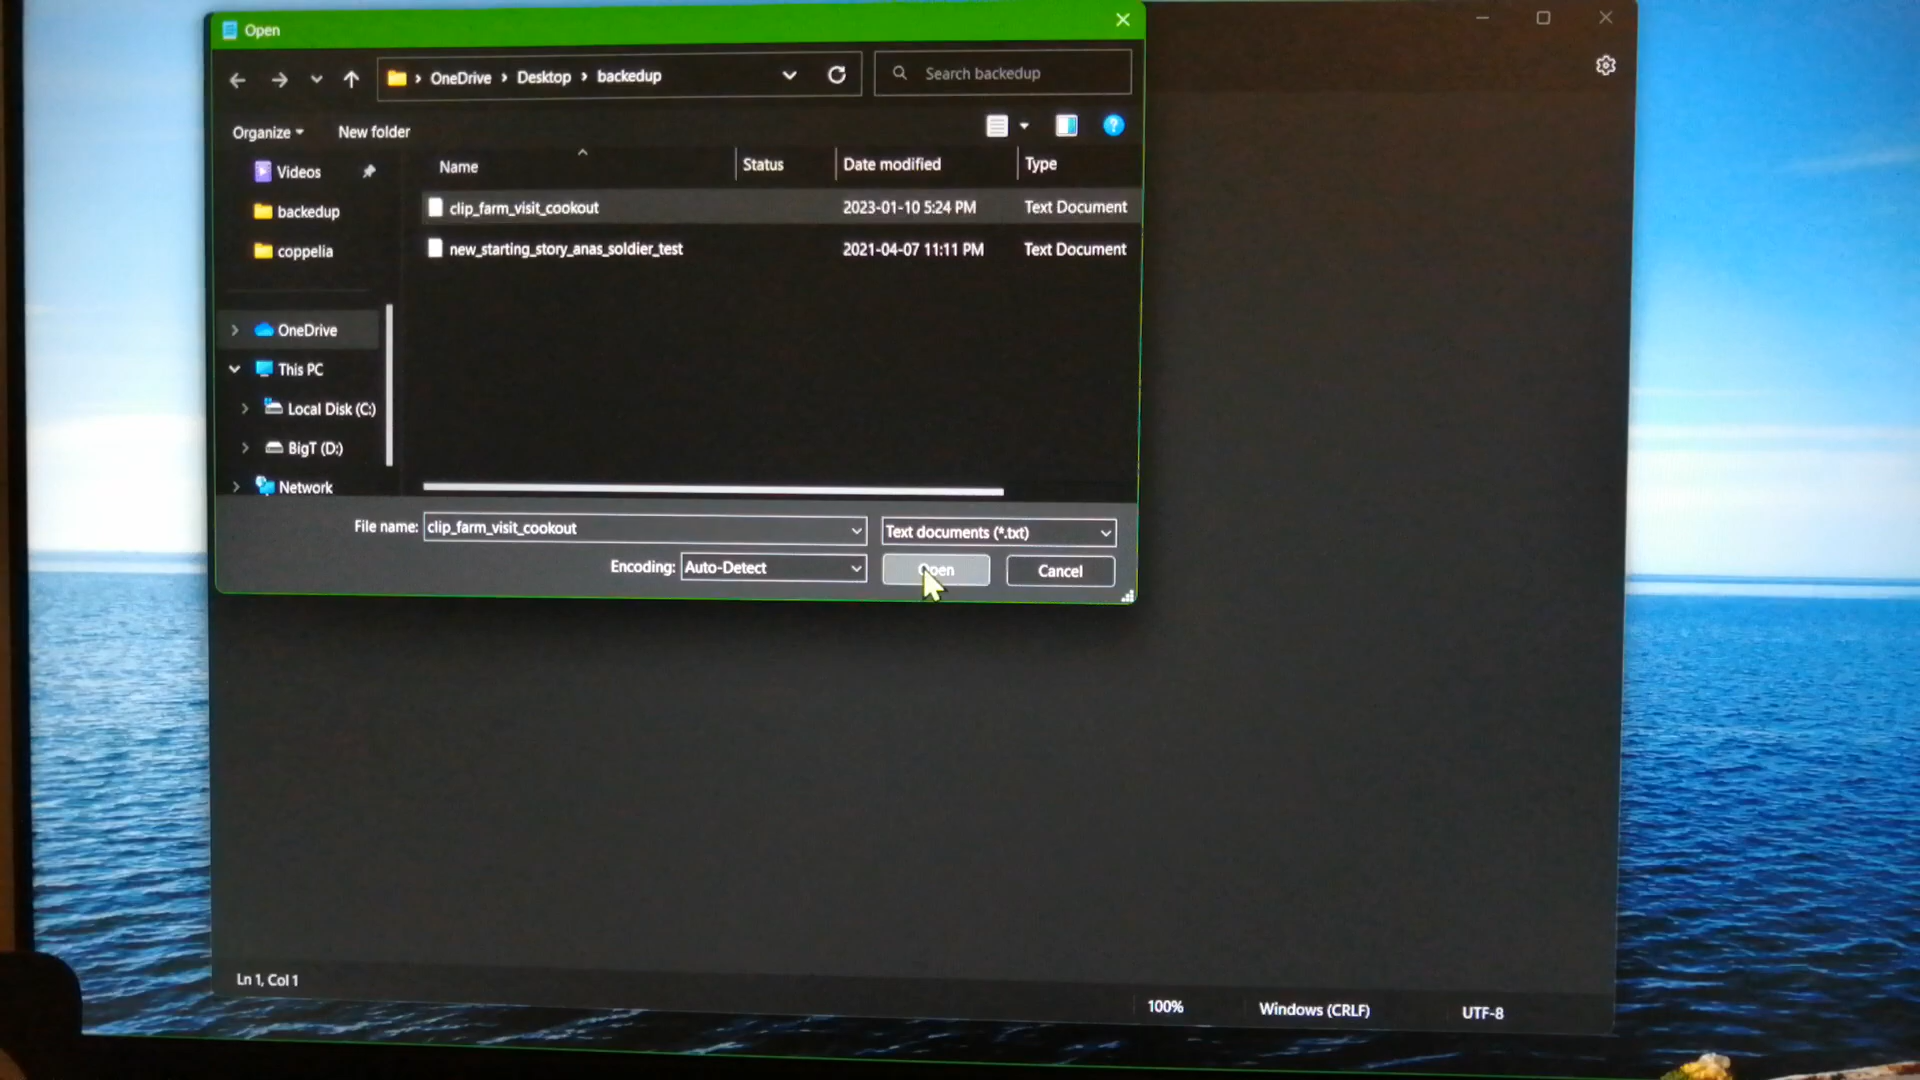 Open
OneDrive > Desktop > backedup
Search backedup
Organize
New folder
Name
Status
Date modified
Type
Videos
backedup
coppelia
OneDrive
This PC
Local Disk (C:)
BigT (D:)
Network
clip_farm_visit_cookout 2023-01-10 5:24 PM Text Document
new_starting_story_anas_soldier_test 2021-04-07 11:11 PM Text Document
File name: clip_farm_visit_cookout
Text documents (*.txt)
Encoding: Auto-Detect
Open
Cancel
Ln 1, Col 1
100%
Windows (CRLF)
UTF-8